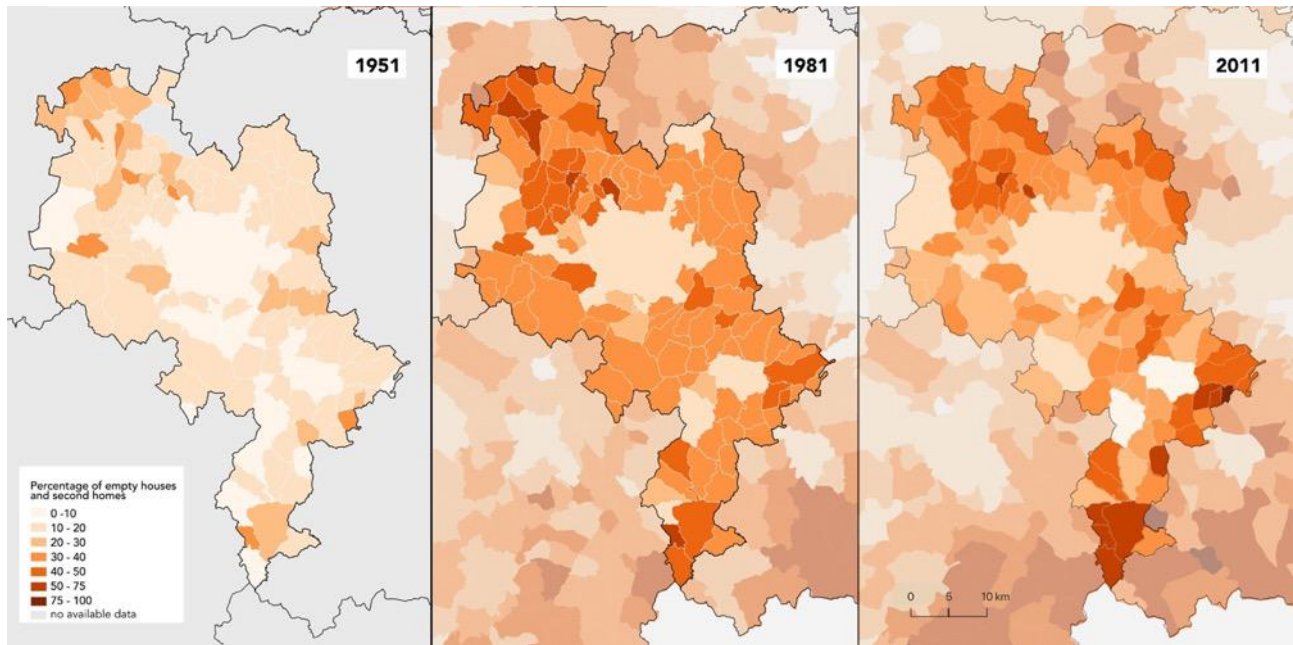 1951
1981
2011
Percentage of empty houses
and second homes
0 -10
10 - 20
20 - 30
30 - 40
40 - 50
50 - 75
75 - 100
no available data
0 5 10 km